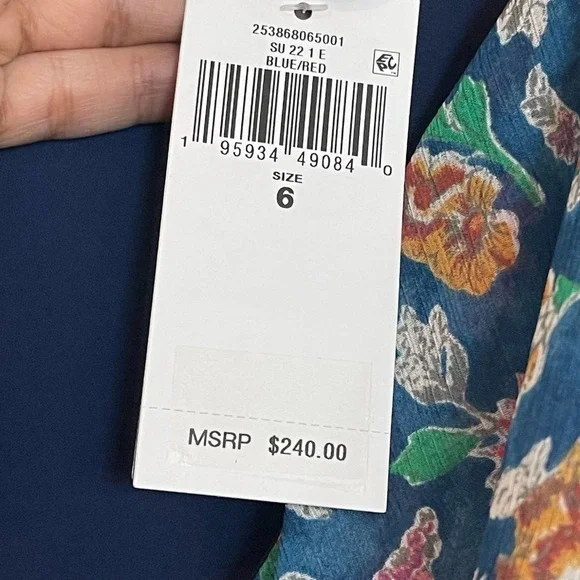 253868065001
SU 22 1 E
BLUE/RED
1 95934 49084 0
SIZE
6
MSRP $240.00